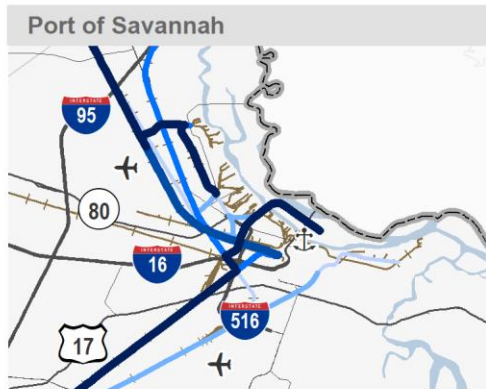 Port of Savannah
INTERSTATE
95
80
INTERSTATE
16
INTERSTATE
516
17